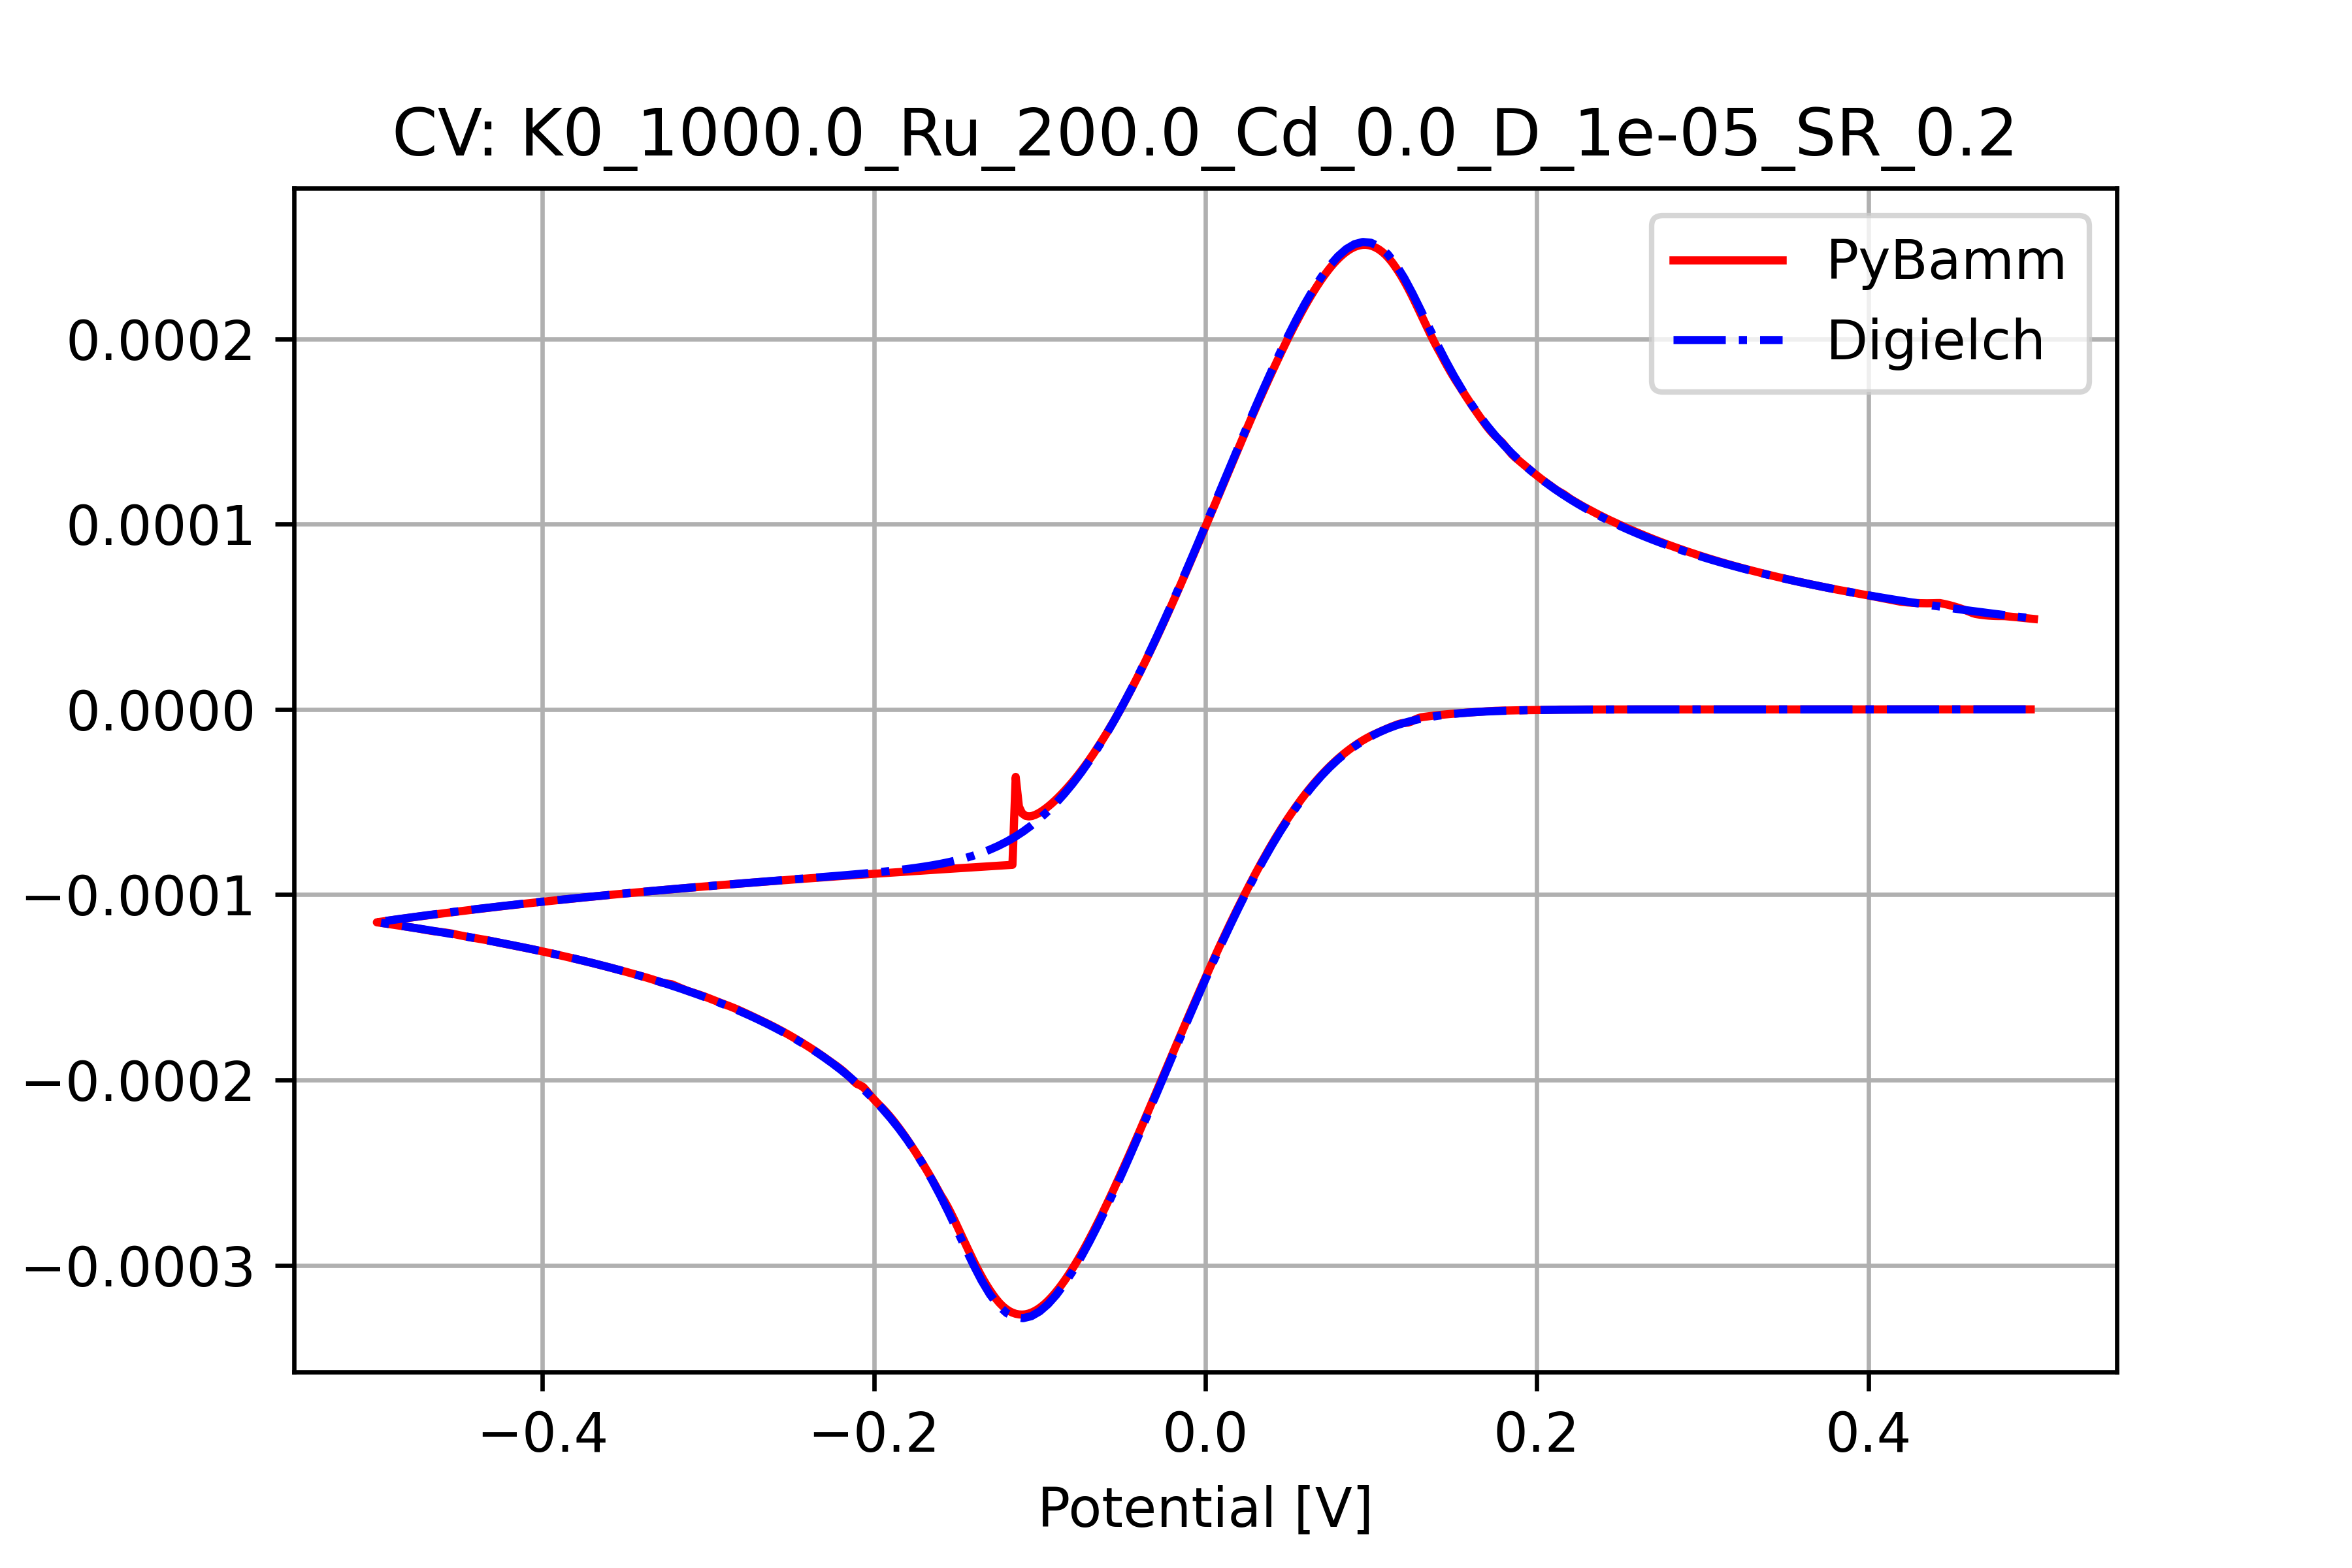 CV: K0_1000.0_Ru_200.0_Cd_0.0_D_1e-05_SR_0.2
PyBamm
Digielch
0.0002
0.0001
0.0000
−0.0001
−0.0002
−0.0003
−0.4 −0.2 0.0 0.2 0.4
Potential [V]